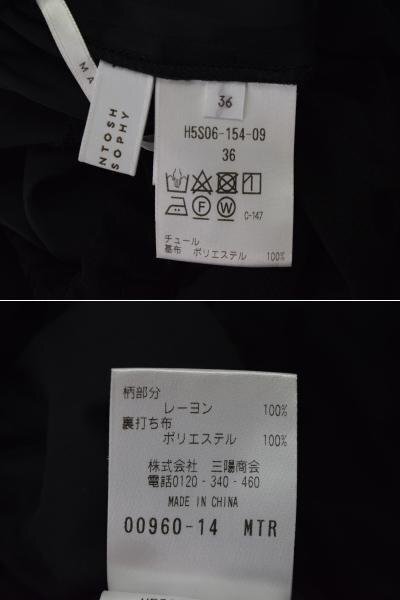 MA
NTOSH
SOPHY
36
H5S06-154-09
36
F W
C-147
チュール
基布 ポリエステル 100%
柄部分
レーヨン 100%
裏打ち布
ポリエステル 100%
株式会社 三陽商会
電話0120-340-460
MADE IN CHINA
00960-14 MTR